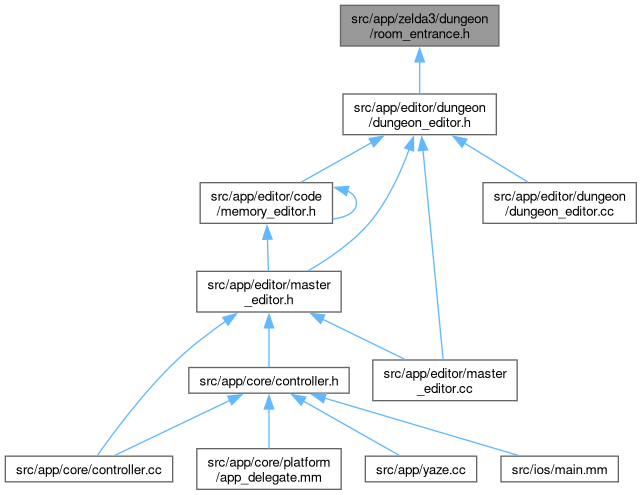 src/app/zelda3/dungeon
/room_entrance.h
src/app/editor/dungeon
/dungeon_editor.h
src/app/editor/code
/memory_editor.h
src/app/editor/dungeon
/dungeon_editor.cc
src/app/editor/master
_editor.h
src/app/core/controller.h
src/app/editor/master
_editor.cc
src/app/core/controller.cc
src/app/core/platform
/app_delegate.mm
src/app/yaze.cc
src/ios/main.mm